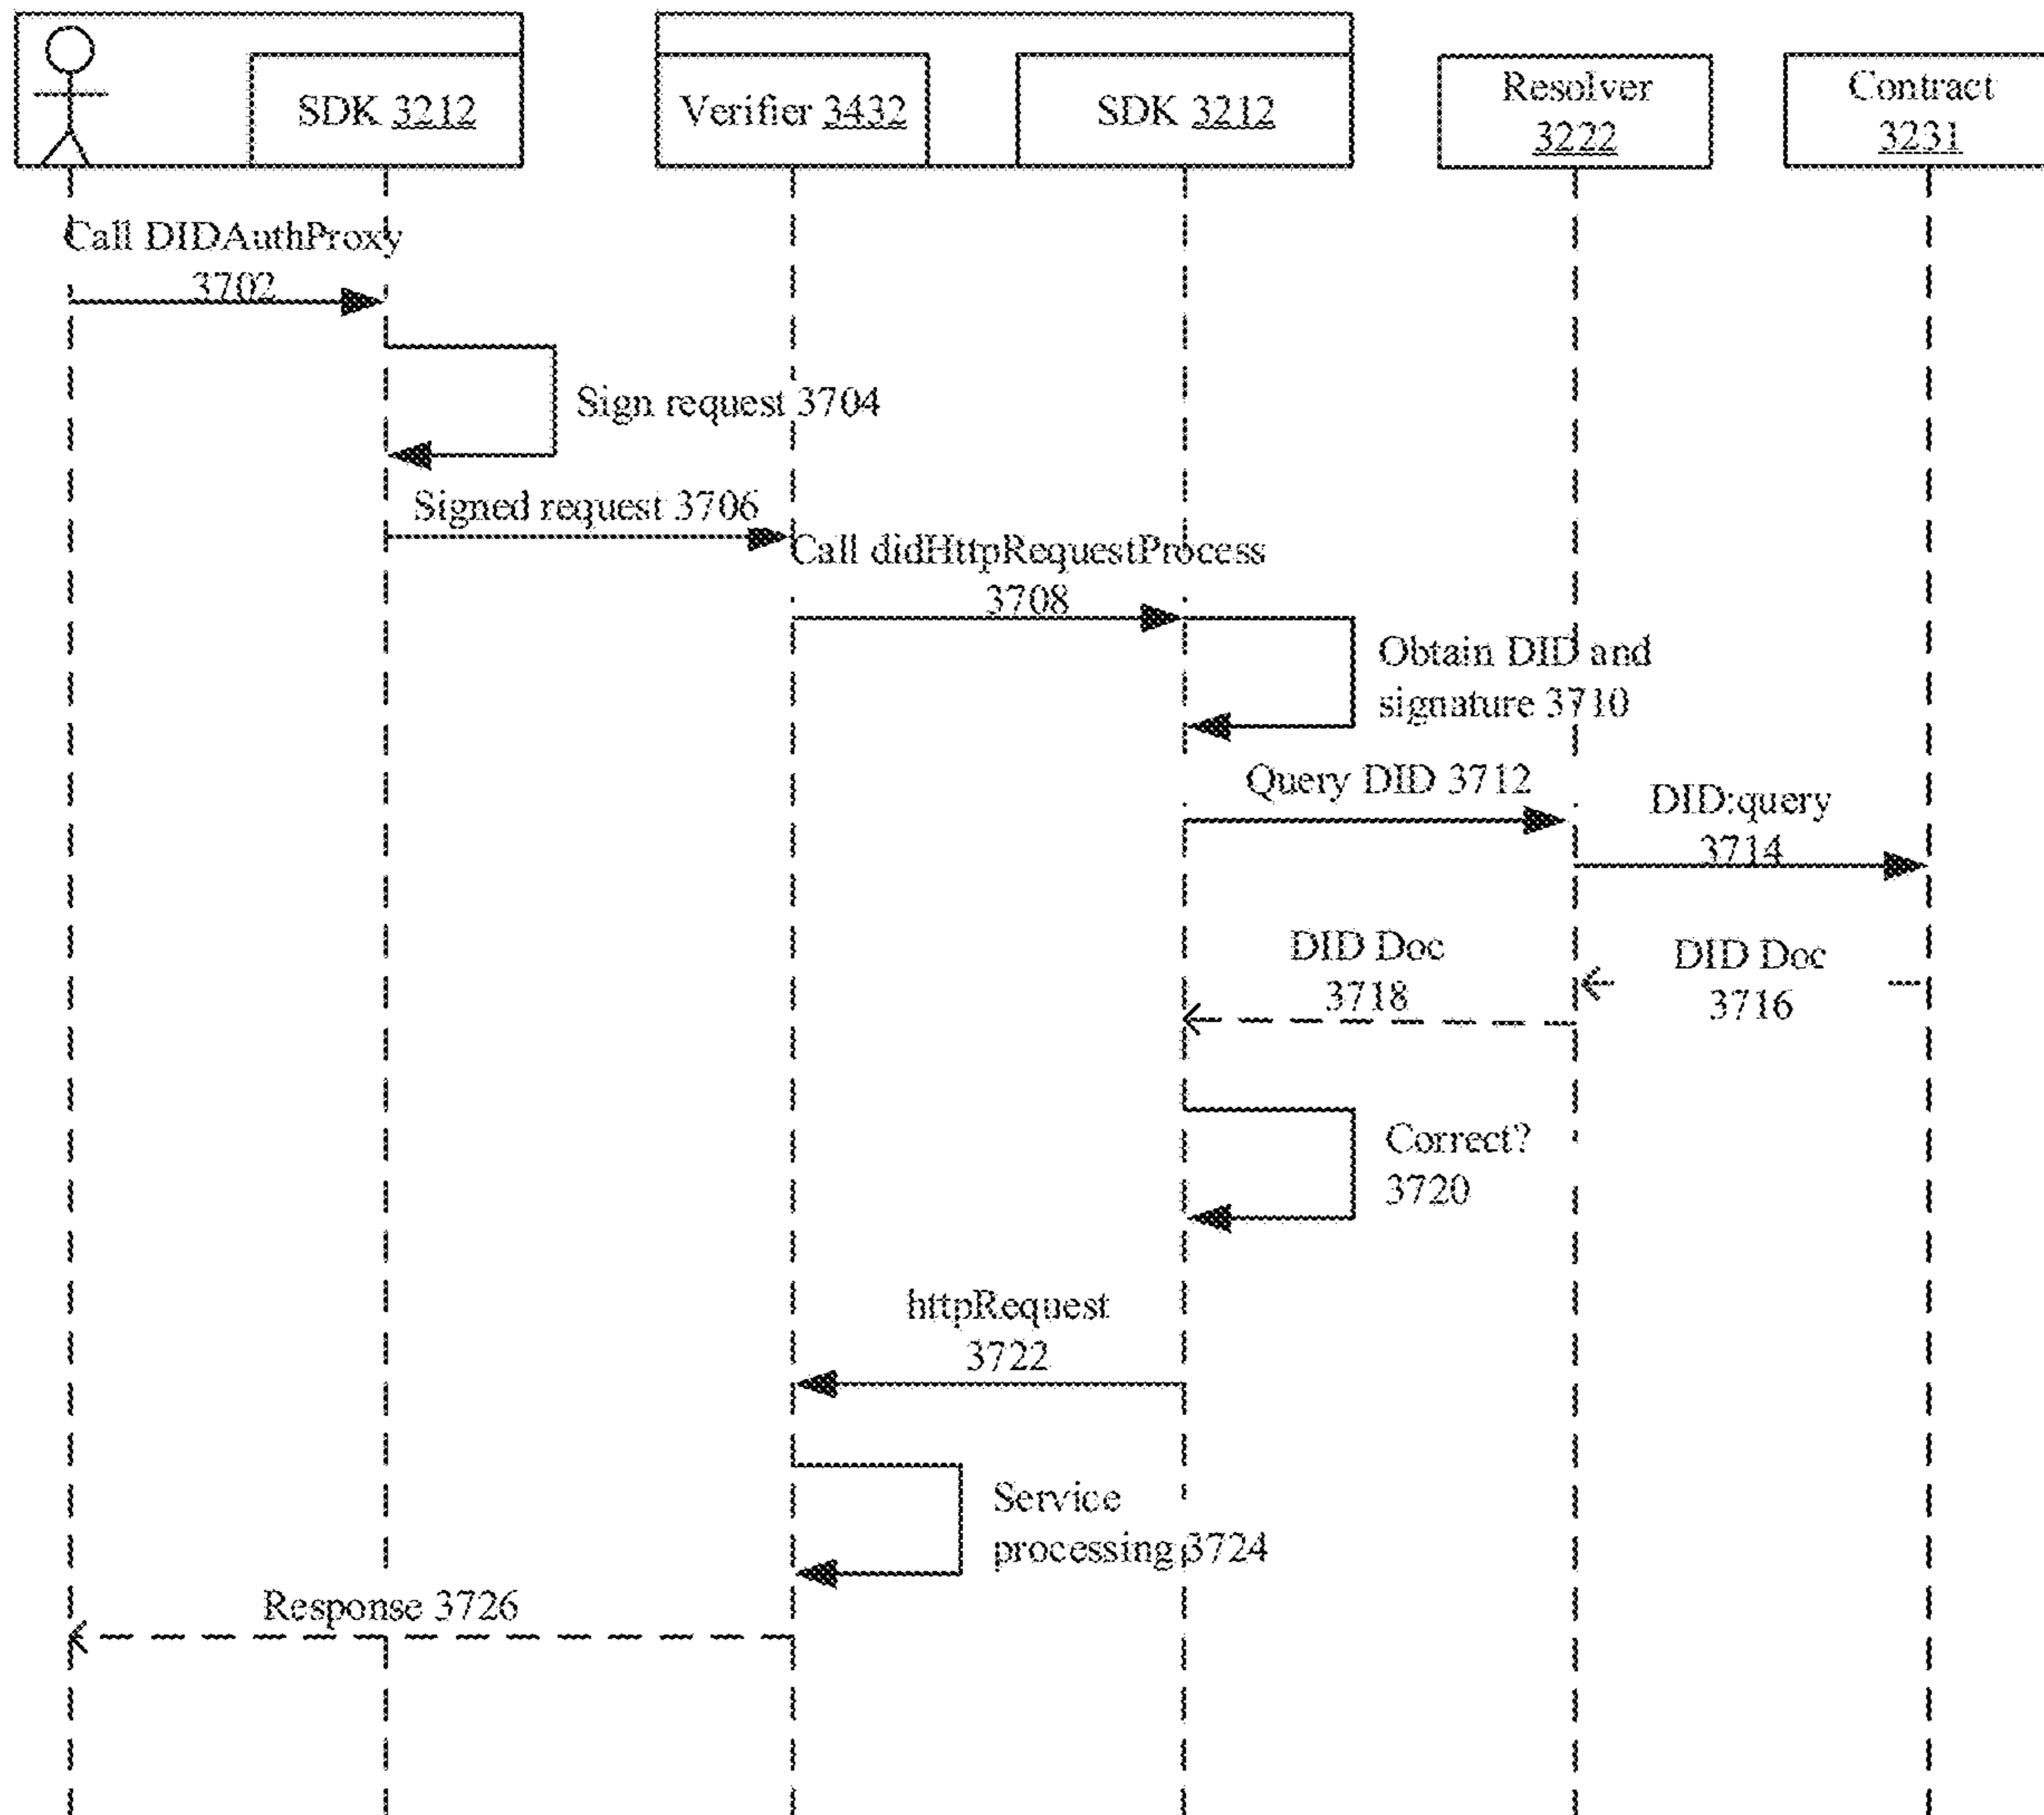 SDK 3212
Verifier 3432
SDK 3212
Resolver
3222
Contract
3231
Call DIDAuthProxy
3702
Sign request 3704
Signed request 3706
Call didHttpRequestProcess
3708
Obtain DID and
signature 3710
Query DID 3712
DID:query
3714
DID Doc
3716
DID Doc
3718
Correct?
3720
httpRequest
3722
Service
processing 3724
Response 3726